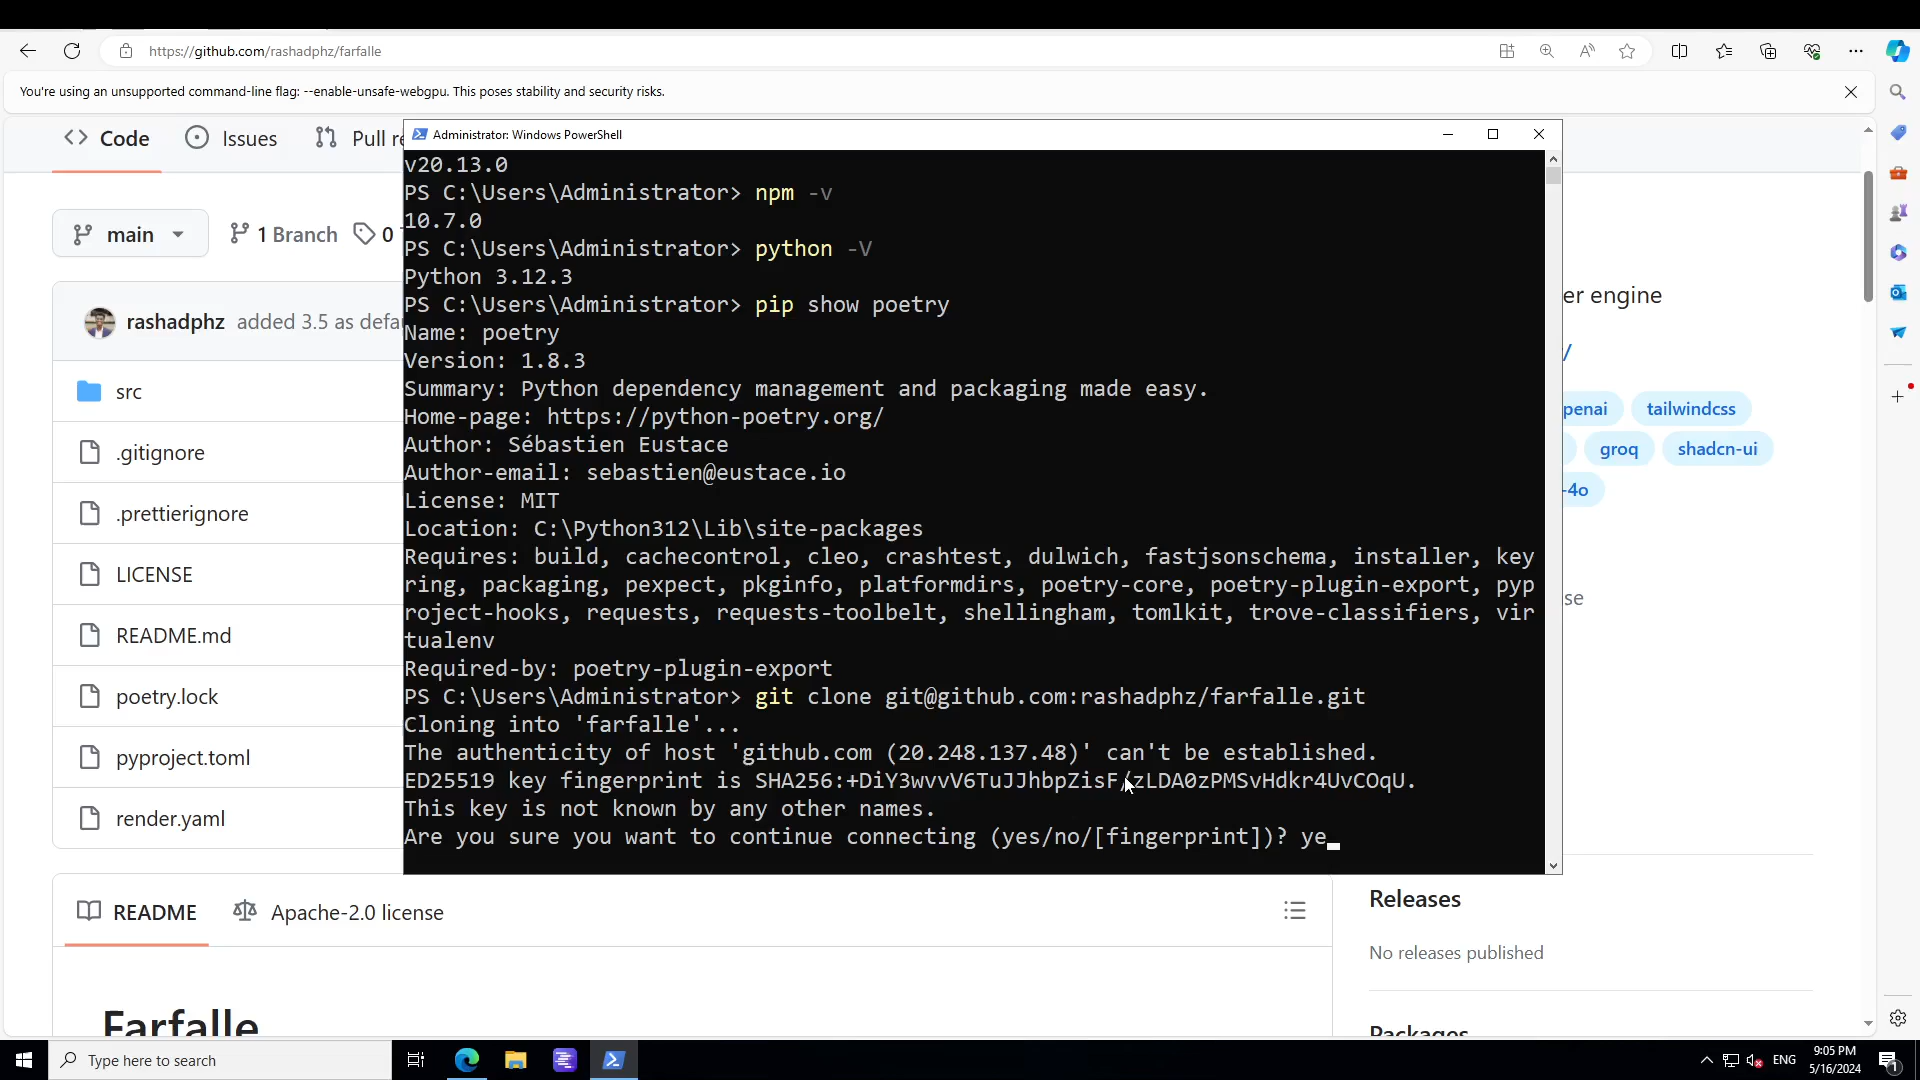 https://github.com/rashadphz/farfalle
You're using an unsupported command-line flag: --enable-unsafe-webgpu. This poses stability and security risks.
Code
Issues
Pull re
Administrator: Windows PowerShell
main
1 Branch
0
rashadphz added 3.5 as defau
src
.gitignore
.prettierignore
LICENSE
README.md
poetry.lock
pyproject.toml
render.yaml
v20.13.0
PS C:\Users\Administrator> npm -v
10.7.0
PS C:\Users\Administrator> python -V
Python 3.12.3
PS C:\Users\Administrator> pip show poetry
Name: poetry
Version: 1.8.3
Summary: Python dependency management and packaging made easy.
Home-page: https://python-poetry.org/
Author: Sébastien Eustace
Author-email: sebastien@eustace.io
License: MIT
Location: C:\Python312\Lib\site-packages
Requires: build, cachecontrol, cleo, crashtest, dulwich, fastjsonschema, installer, key
ring, packaging, pexpect, pkginfo, platformdirs, poetry-core, poetry-plugin-export, pyp
roject-hooks, requests, requests-toolbelt, shellingham, tomlkit, trove-classifiers, vir
tualenv
Required-by: poetry-plugin-export
PS C:\Users\Administrator> git clone git@github.com:rashadphz/farfalle.git
Cloning into 'farfalle'...
The authenticity of host 'github.com (20.248.137.48)' can't be established.
ED25519 key fingerprint is SHA256:+DiY3wvvV6TuJJhbpZisF/zLDA0zPMSvHdkr4UvCOqU.
This key is not known by any other names.
Are you sure you want to continue connecting (yes/no/[fingerprint])? ye
er engine
/
penai
tailwindcss
groq
shadcn-ui
-4o
se
README
Apache-2.0 license
Farfalle
Releases
No releases published
Packages
Type here to search
ENG
9:05 PM
5/16/2024
1